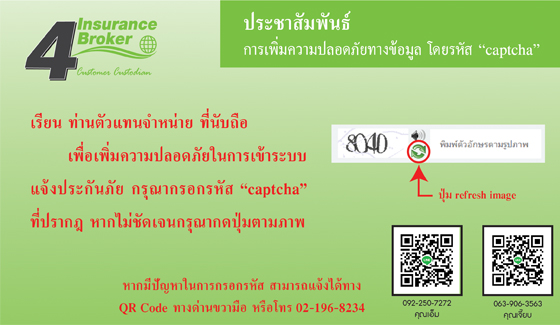 4 Insurance Broker
Customer Custodian
ประชาสัมพันธ์
การเพิ่มความปลอดภัยทางข้อมูล โดยรหัส “captcha”
เรียน ท่านตัวแทนจำหน่าย ที่นับถือ
เพื่อเพิ่มความปลอดภัยในการเข้าระบบ
แจ้งประกันภัย กรุณากรอกรหัส “captcha”
ที่ปรากฎ หากไม่ชัดเจนกรุณากดปุ่มตามภาพ
8040
พิมพ์ตัวอักษรตามรูปภาพ
ปุ่ม refresh image
หากมีปัญหาในการกรอกรหัส สามารถแจ้งได้ทาง
QR Code ทางด้านขวามือ หรือโทร 02-196-8234
092-250-7272
คุณเอ็ม
063-906-3563
คุณเจี๊ยบ